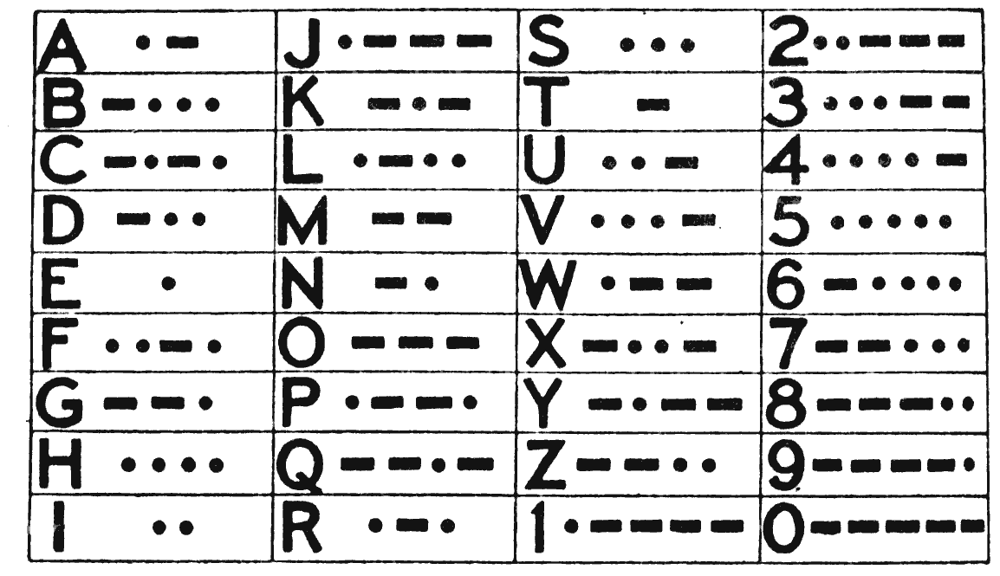 A • — J • — — — S • • • 2 • • — — —
B — • • • K — • — T — 3 • • • — —
C — • — • L • — • • U • • — 4 • • • • —
D — • • M — — V • • • — 5 • • • • •
E • N — • W • — — 6 — • • • •
F • • — • O — — — X — • • — 7 — — • • •
G — — • P • — — • Y — • — — 8 — — — • •
H • • • • Q — — • — Z — — • • 9 — — — — •
I • • R • — • 1 • — — — — 0 — — — — —